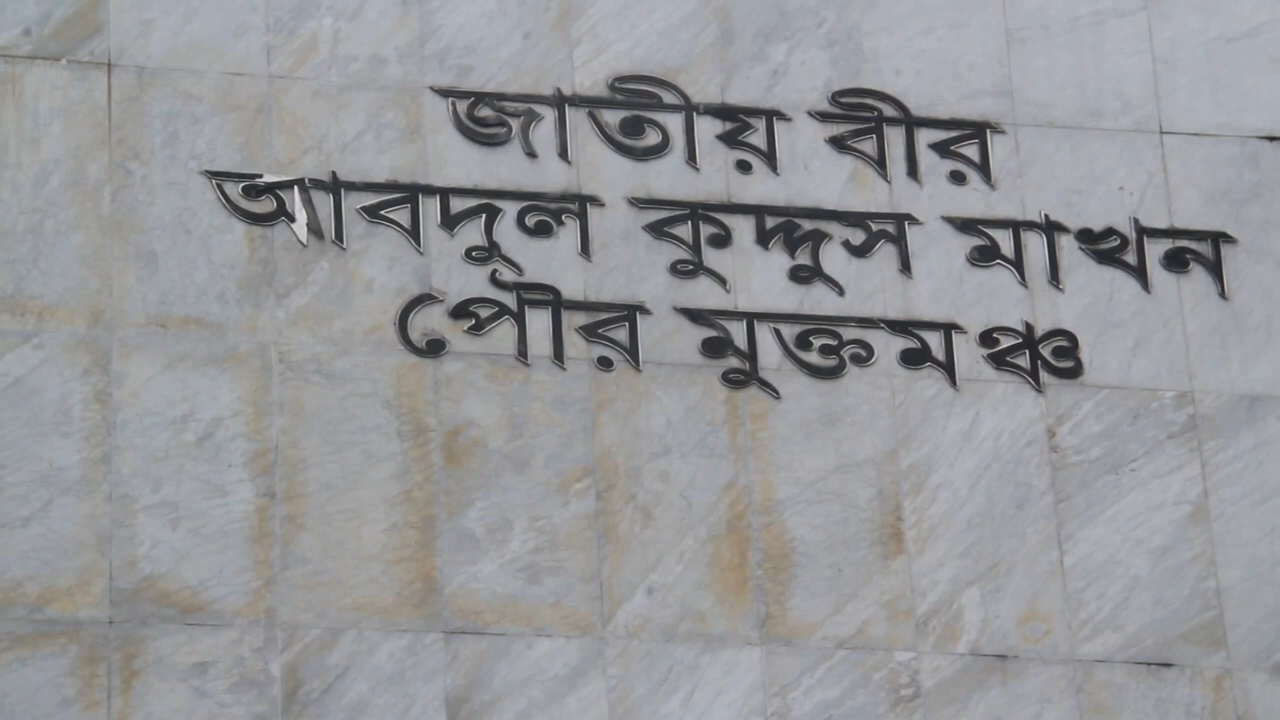 জাতীয় বীর
আবদুল কুদ্দুস মাখন
পৌর মুক্তমঞ্চ